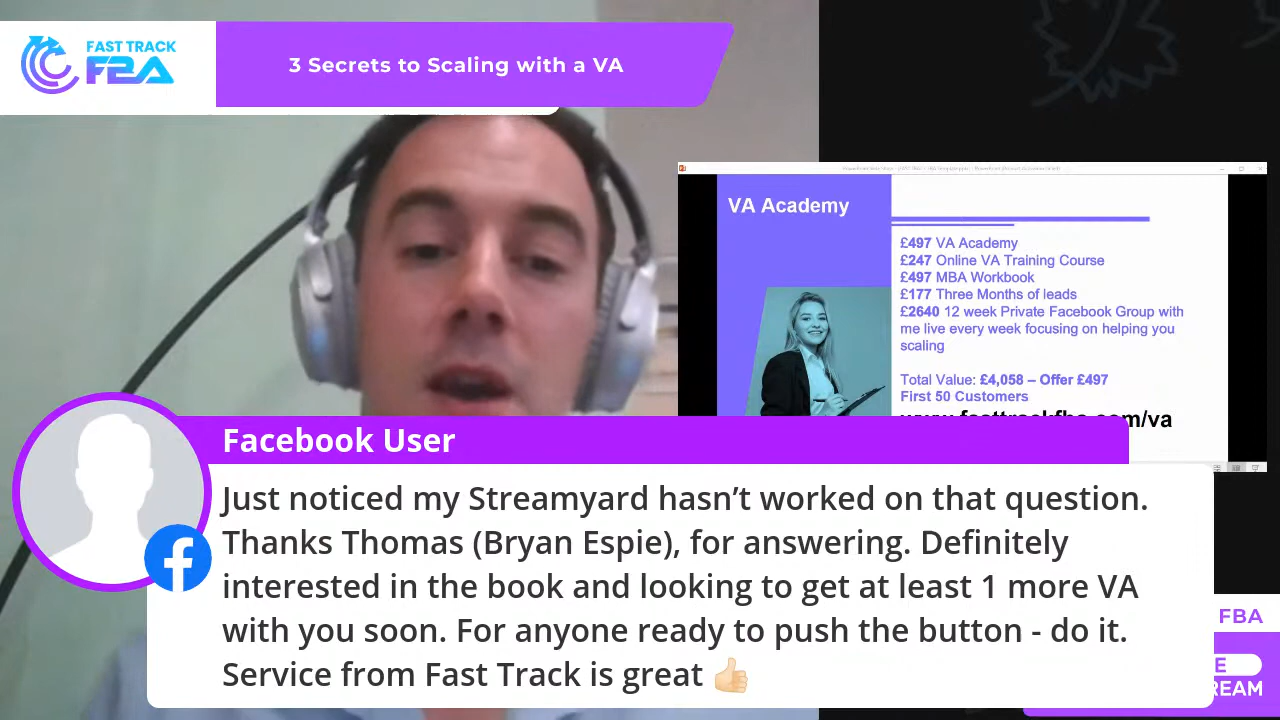 FAST TRACK
FBA
3 Secrets to Scaling with a VA
VA Academy
£497 VA Academy
£247 Online VA Training Course
£497 MBA Workbook
£177 Three Months of leads
£2640 12 week Private Facebook Group with
me live every week focusing on helping you
scaling
Total Value: £4,058 – Offer £497
First 50 Customers
www.fasttrackfba.com/va
Facebook User
Just noticed my Streamyard hasn’t worked on that question.
Thanks Thomas (Bryan Espie), for answering. Definitely
interested in the book and looking to get at least 1 more VA
with you soon. For anyone ready to push the button - do it.
Service from Fast Track is great 👍🏻
FBA
E
REAM